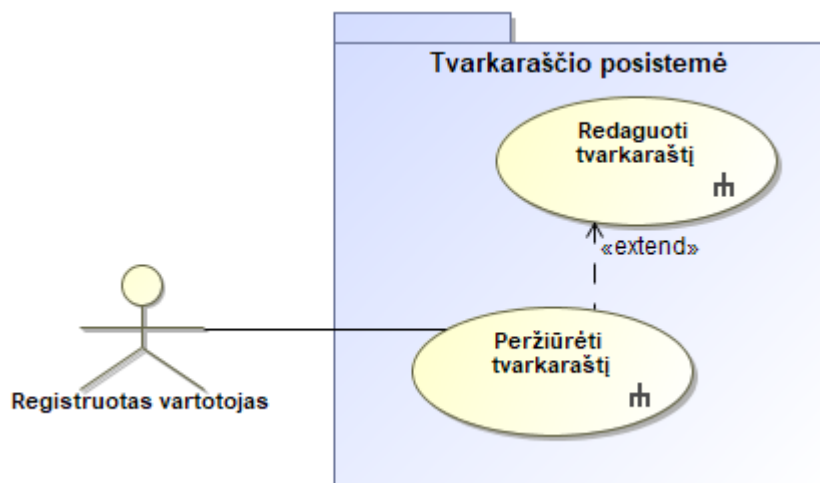 Tvarkaraščio posistemė
Redaguoti
tvarkaraštį
«extend»
Peržiūrėti
tvarkaraštį
Registruotas vartotojas